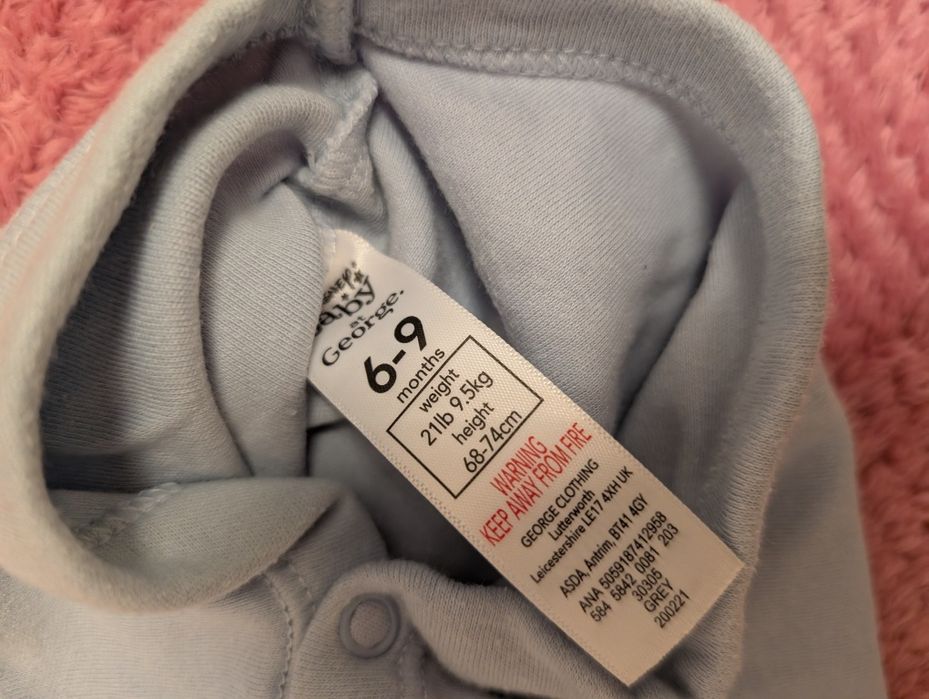 at
George.
6-9
months
weight
21lb 9.5kg
height
68-74cm
WARNING
KEEP AWAY FROM FIRE
GEORGE CLOTHING
Lutterworth
Leicestershire LE17 4XH UK
ASDA, Antrim, BT41 4GY
ANA 5059187412958
584 5842 0081 203
30305
GREY
200221